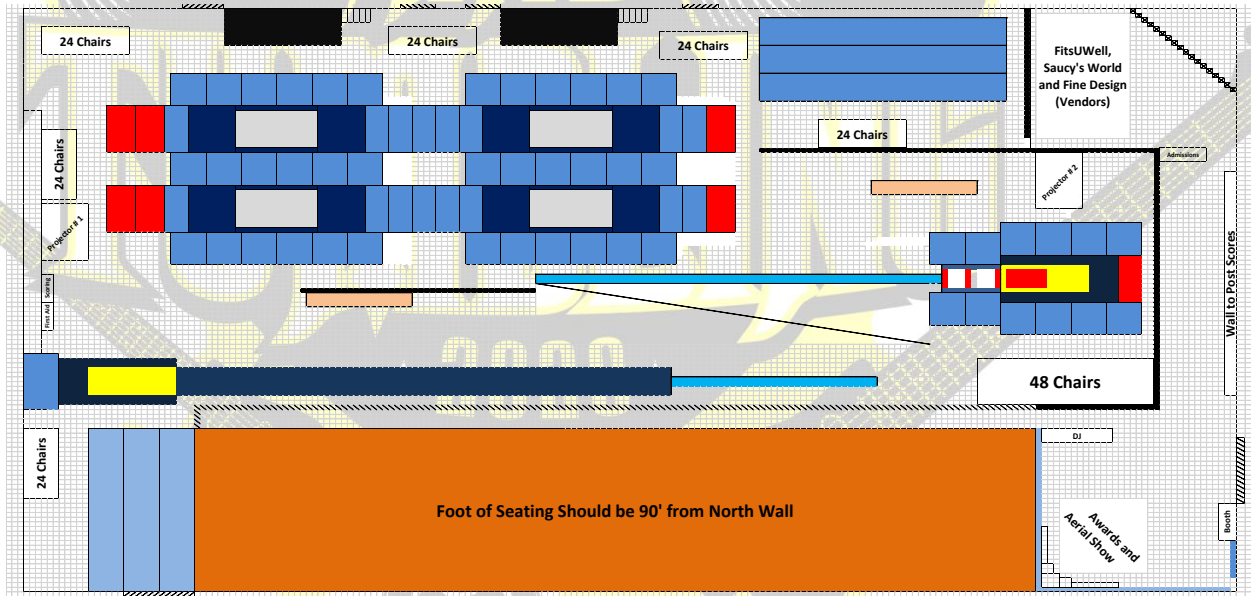 24 Chairs
24 Chairs
24 Chairs
FitsUWell,
Saucy's World
and Fine Design
(Vendors)
24 Chairs
24 Chairs
Admissions
Projector # 1
Projector # 2
Scoring
First Aid
Wall to Post Scores
48 Chairs
24 Chairs
DJ
Foot of Seating Should be 90' from North Wall
Awards and
Aerial Show
Booth